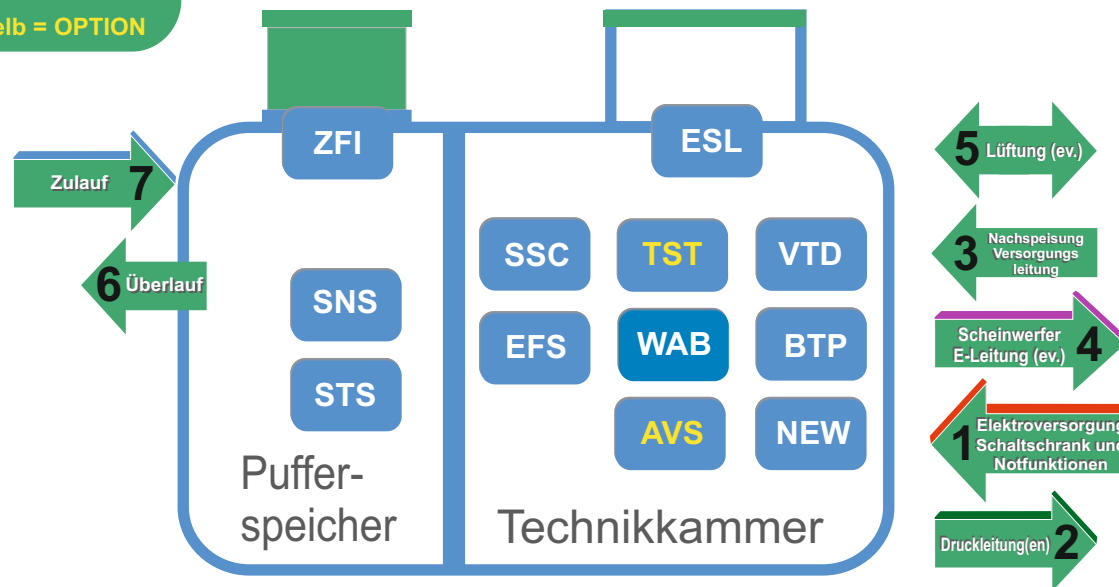 elb = OPTION
ZFI
ESL
7
Zulauf
6
Überlauf
SNS
STS
SSC
TST
VTD
EFS
WAB
BTP
AVS
NEW
Puffer-
speicher
Technikkammer
5
Lüftung (ev.)
3
Nachspeisung
Versorgungs
leitung
Scheinwerfer
E-Leitung (ev.)
4
1
Elektroversorgung
Schaltschrank und
Notfunktionen
Druckleitung(en)
2